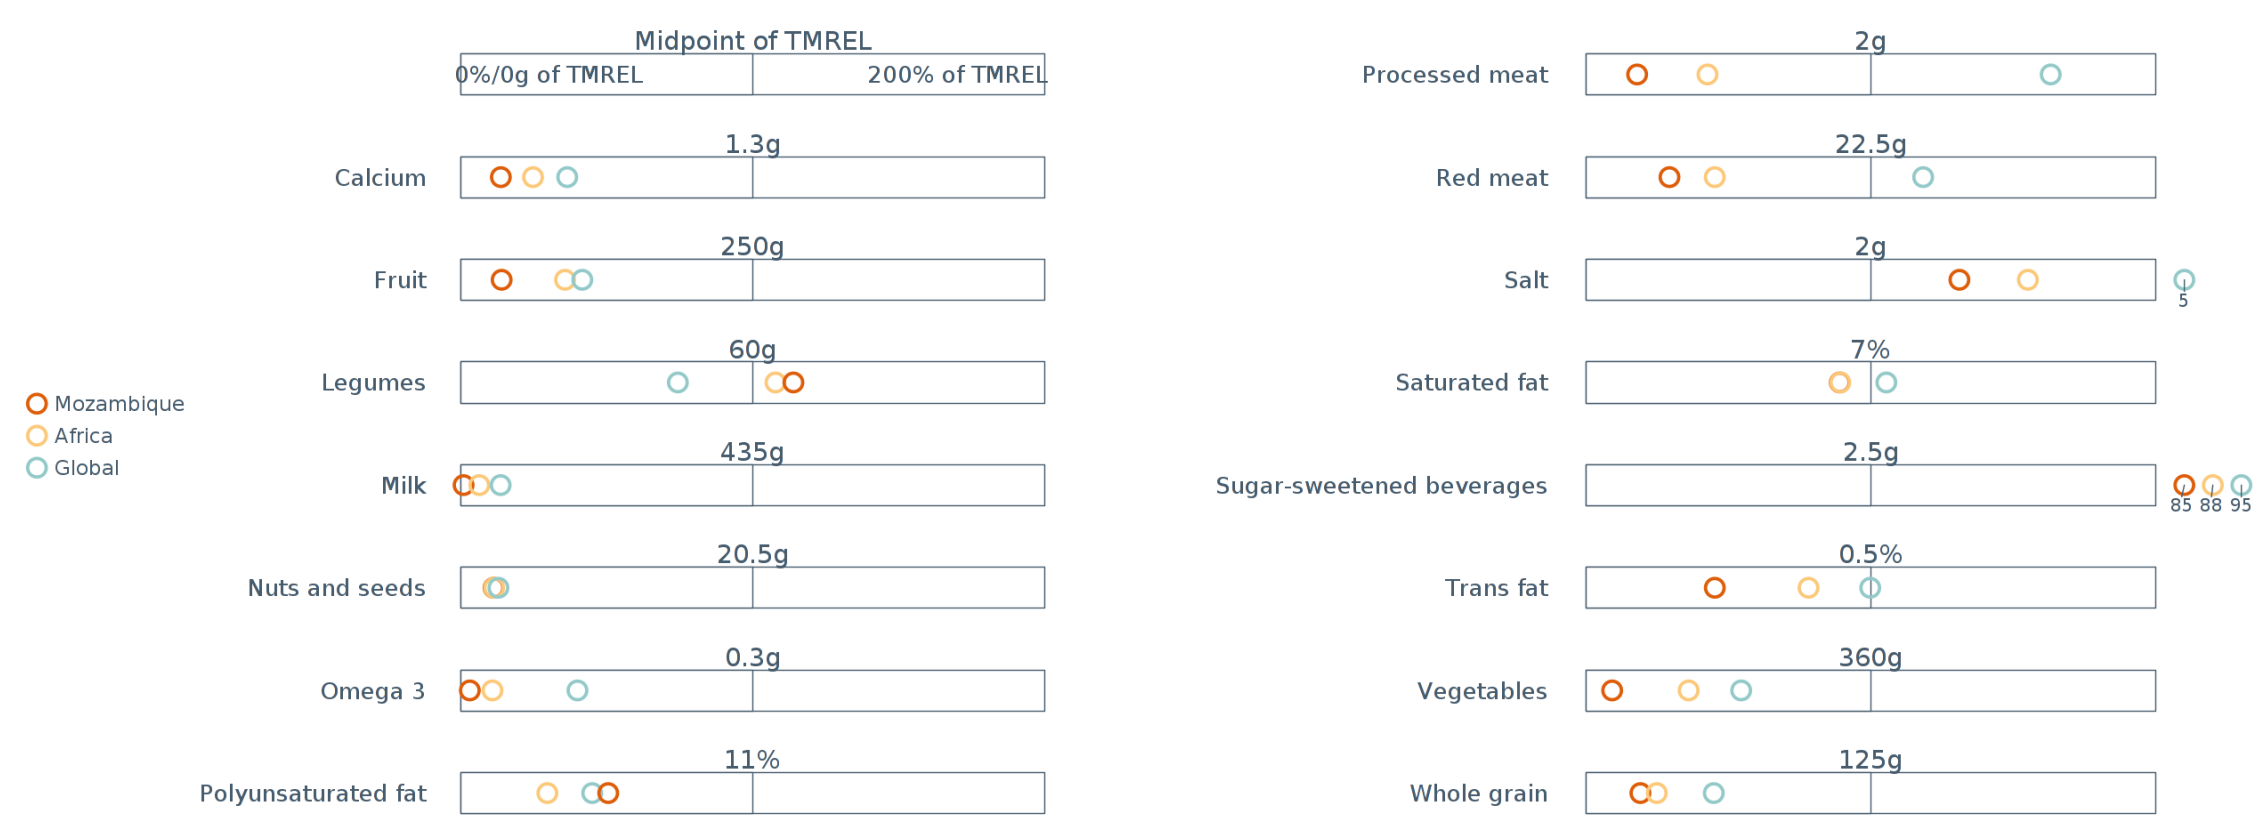 Midpoint of TMREL
0%/0g of TMREL
200% of TMREL
1.3g
Calcium
250g
Fruit
60g
Legumes
435g
Milk
20.5g
Nuts and seeds
0.3g
Omega 3
11%
Polyunsaturated fat
Mozambique
Africa
Global
2g
Processed meat
22.5g
Red meat
2g
Salt
5
7%
Saturated fat
2.5g
Sugar-sweetened beverages
85 88 95
0.5%
Trans fat
360g
Vegetables
125g
Whole grain